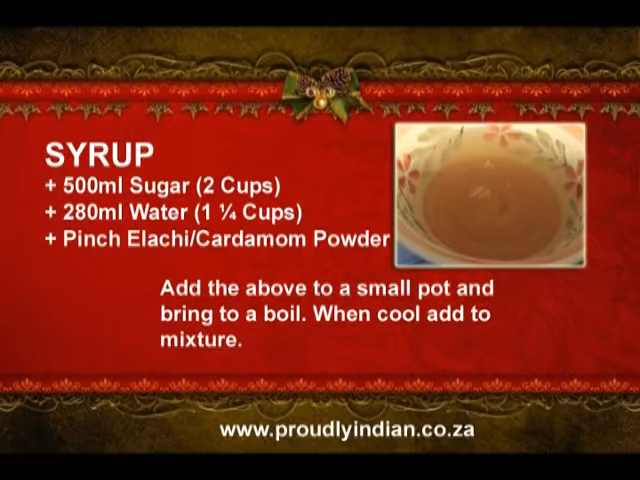 SYRUP
+ 500ml Sugar (2 Cups)
+ 280ml Water (1 ¼ Cups)
+ Pinch Elachi/Cardamom Powder
Add the above to a small pot and
bring to a boil. When cool add to
mixture.
www.proudlyindian.co.za